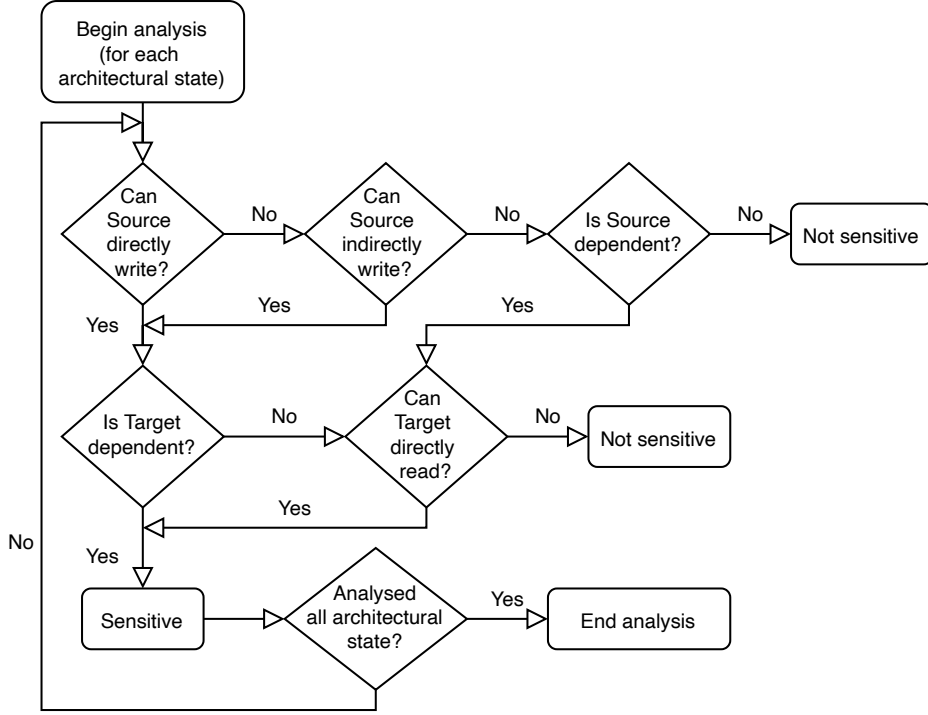 Begin analysis
(for each
architectural state)
Can
Source
directly
write?
No
Can
Source
indirectly
write?
No
Is Source
dependent?
No
Not sensitive
Yes
Yes
Yes
Is Target
dependent?
No
Can
Target
directly
read?
No
Not sensitive
Yes
No
Yes
Sensitive
Analysed
all architectural
state?
Yes
End analysis